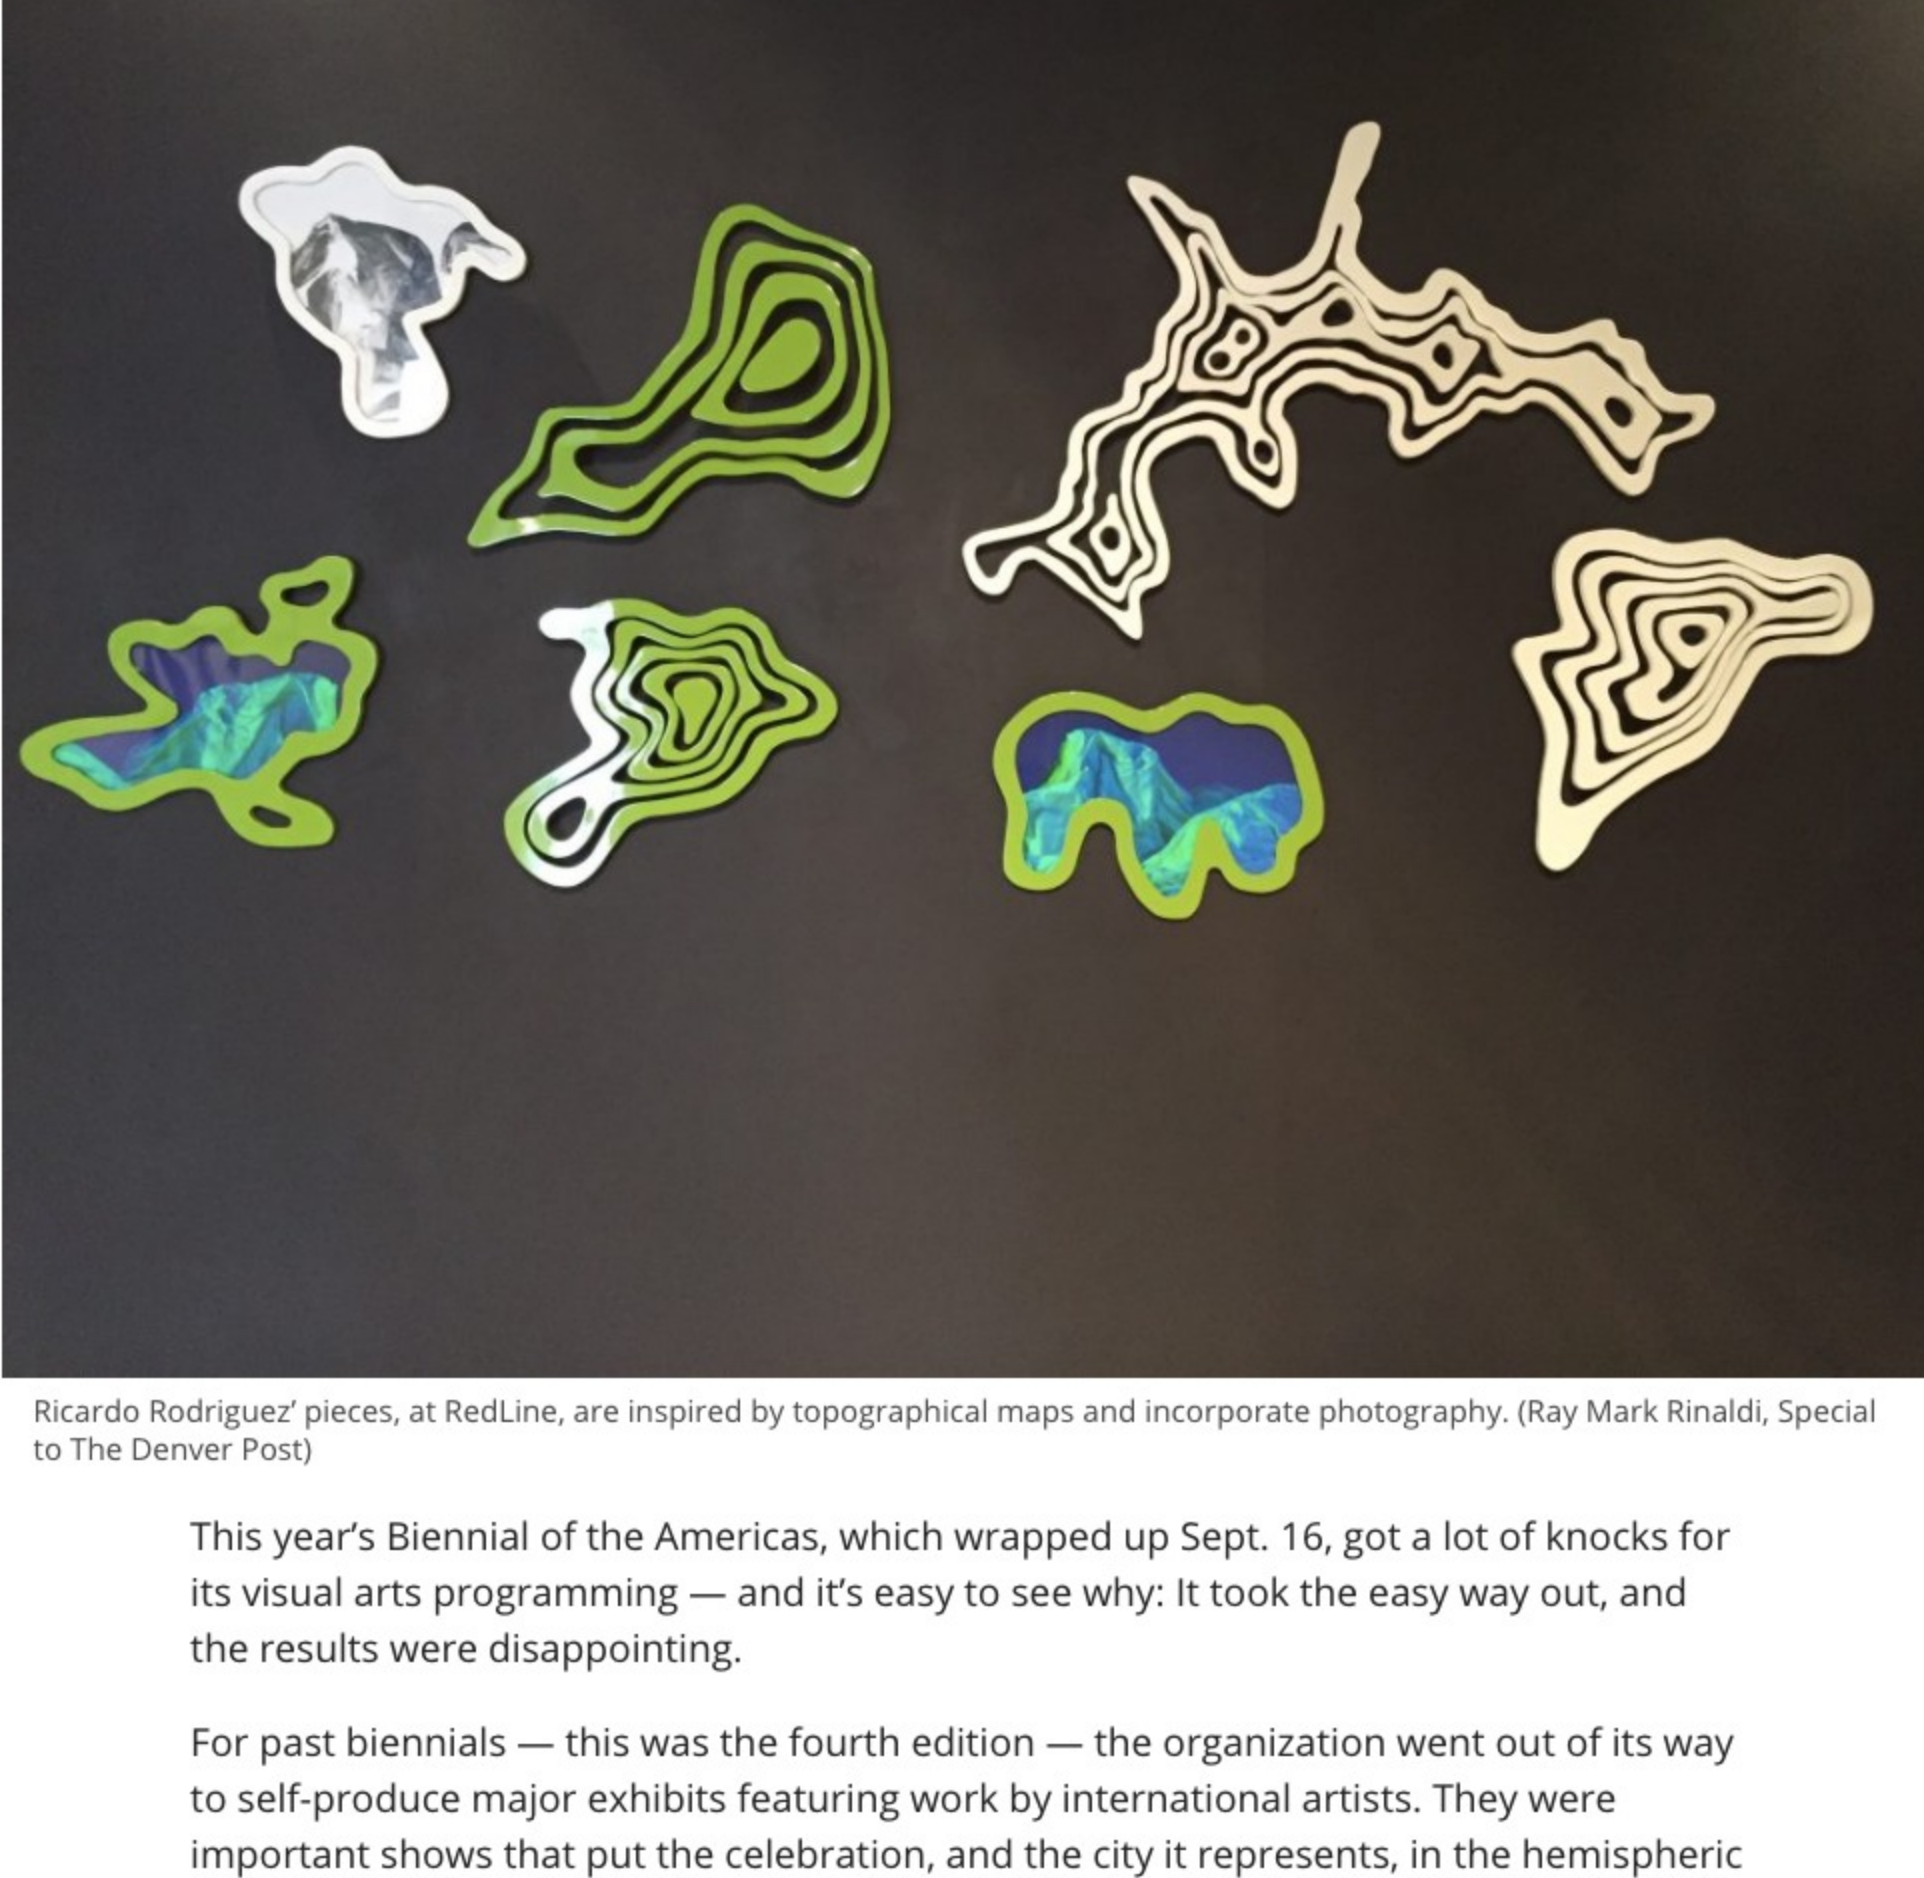 Ricardo Rodriguez’ pieces, at RedLine, are inspired by topographical maps and incorporate photography. (Ray Mark Rinaldi, Special
to The Denver Post)
This year’s Biennial of the Americas, which wrapped up Sept. 16, got a lot of knocks for
its visual arts programming — and it’s easy to see why: It took the easy way out, and
the results were disappointing.
For past biennials — this was the fourth edition — the organization went out of its way
to self-produce major exhibits featuring work by international artists. They were
important shows that put the celebration, and the city it represents, in the hemispheric